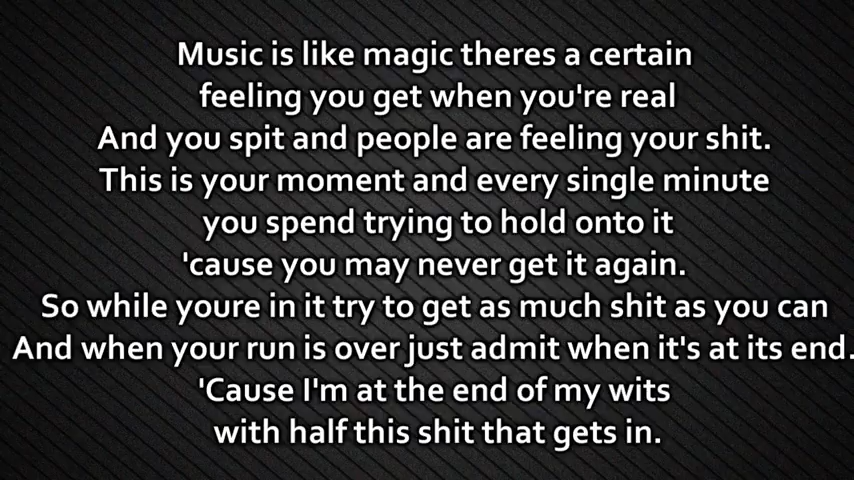 Music is like magic theres a certain
feeling you get when you're real
And you spit and people are feeling your shit.
This is your moment and every single minute
you spend trying to hold onto it
'cause you may never get it again.
So while youre in it try to get as much shit as you can
And when your run is over just admit when it's at its end.
'Cause I'm at the end of my wits
with half this shit that gets in.